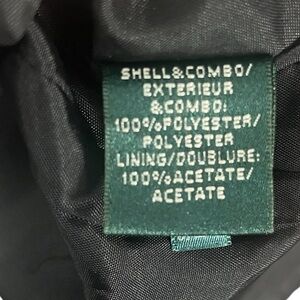 SHELL&COMBO/
EXTERIEUR
&COMBO:
100%POLYESTER/
POLYESTER
LINING/DOUBLURE:
100%ACETATE/
ACETATE